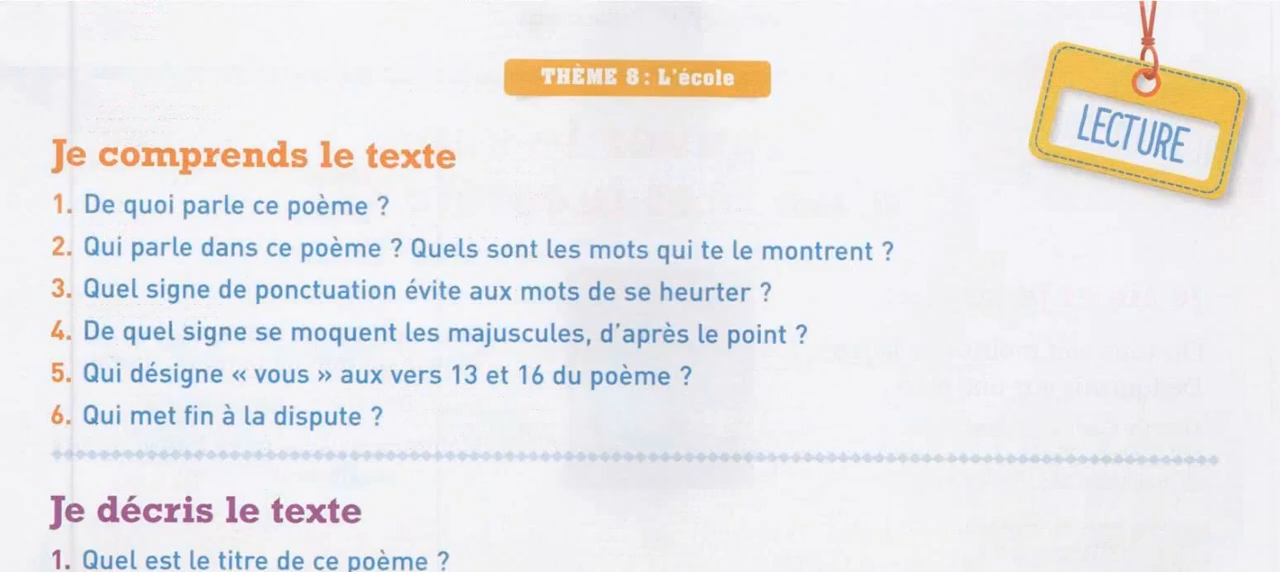 THÈME 8 : L'école
LECTURE
Je comprends le texte
1. De quoi parle ce poème ?
2. Qui parle dans ce poème ? Quels sont les mots qui te le montrent ?
3. Quel signe de ponctuation évite aux mots de se heurter ?
4. De quel signe se moquent les majuscules, d'après le point ?
5. Qui désigne « vous » aux vers 13 et 16 du poème ?
6. Qui met fin à la dispute ?
Je décris le texte
1. Quel est le titre de ce poème ?